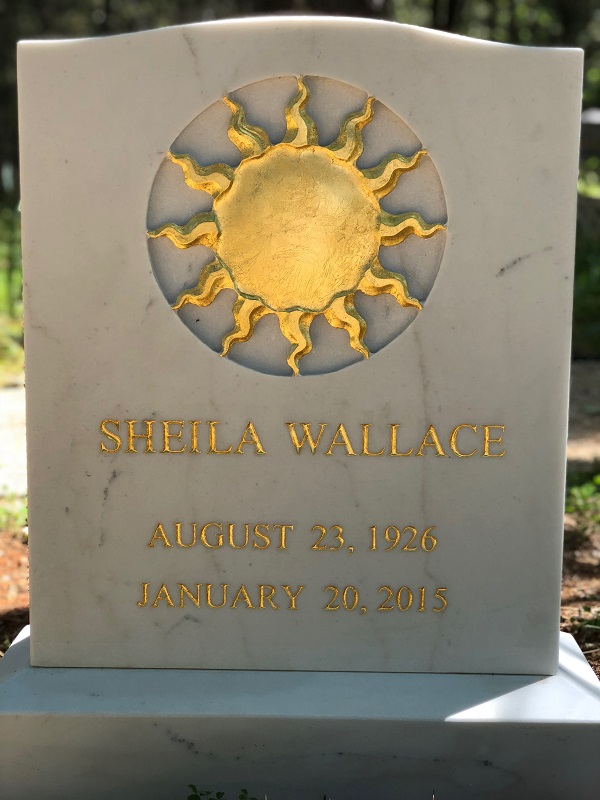 SHEILA WALLACE
AUGUST 23, 1926
JANUARY 20, 2015